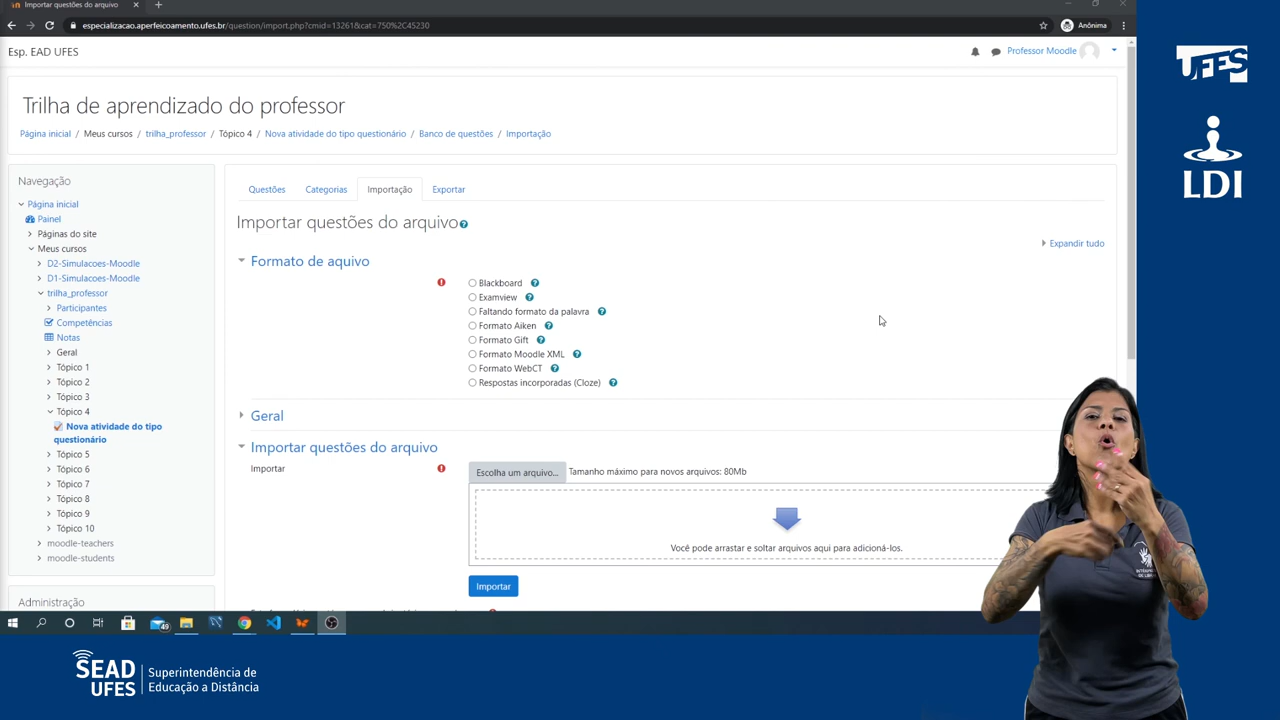 Importar questões do arquivo
especializacao.aperfeicoamento.ufes.br/question/import.php?cmid=13261&cat=750%2C45230
Anônima
Esp. EAD UFES
Professor Moodle
UFES
Trilha de aprendizado do professor
Página inicial / Meus cursos / trilha_professor / Tópico 4 / Nova atividade do tipo questionário / Banco de questões / Importação
LDI
Navegação
Página inicial
Painel
Páginas do site
Meus cursos
D2-Simulacoes-Moodle
D1-Simulacoes-Moodle
trilha_professor
Participantes
Competências
Notas
Geral
Tópico 1
Tópico 2
Tópico 3
Tópico 4
Nova atividade do tipo
questionário
Tópico 5
Tópico 6
Tópico 7
Tópico 8
Tópico 9
Tópico 10
moodle-teachers
moodle-students
Administração
Questões Categorias Importação Exportar
Importar questões do arquivo
Expandir tudo
Formato de aquivo
Blackboard
Examview
Faltando formato da palavra
Formato Aiken
Formato Gift
Formato Moodle XML
Formato WebCT
Respostas incorporadas (Cloze)
Geral
Importar questões do arquivo
Importar
Escolha um arquivo... Tamanho máximo para novos arquivos: 80Mb
Você pode arrastar e soltar arquivos aqui para adicioná-los.
Importar
49
SEAD
UFES
Superintendência de
Educação a Distância